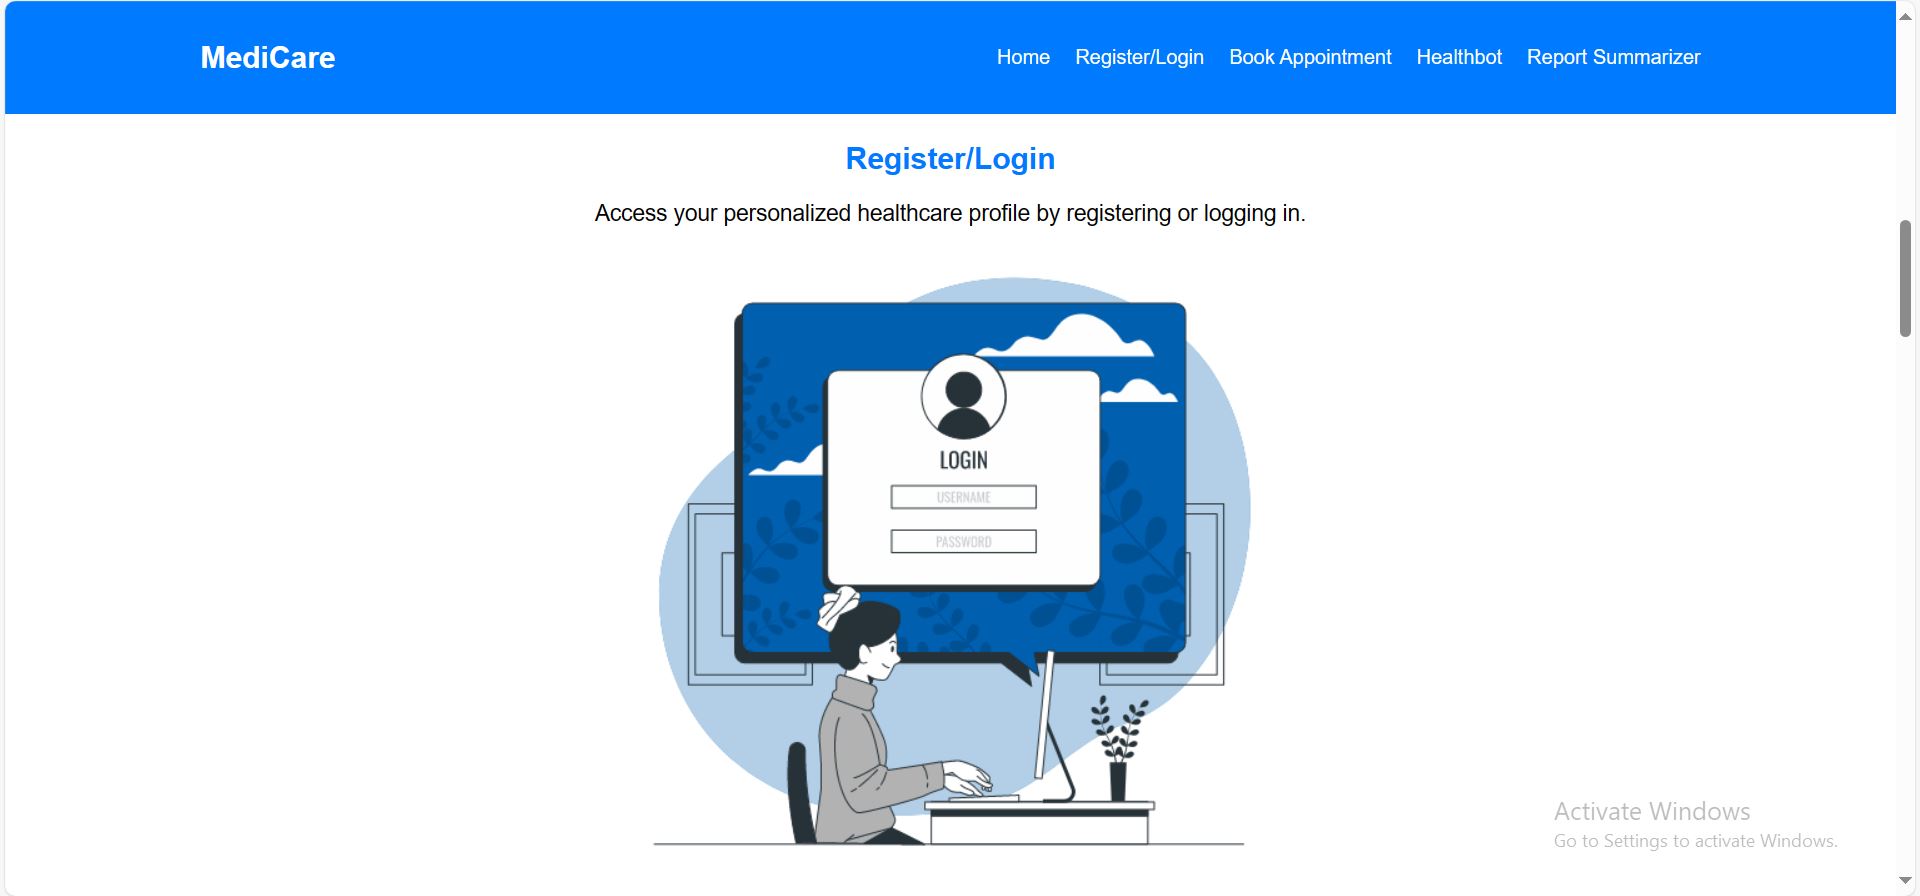 MediCare
Home Register/Login Book Appointment Healthbot Report Summarizer
Register/Login
Access your personalized healthcare profile by registering or logging in.
LOGIN
USERNAME
PASSWORD
Activate Windows
Go to Settings to activate Windows.